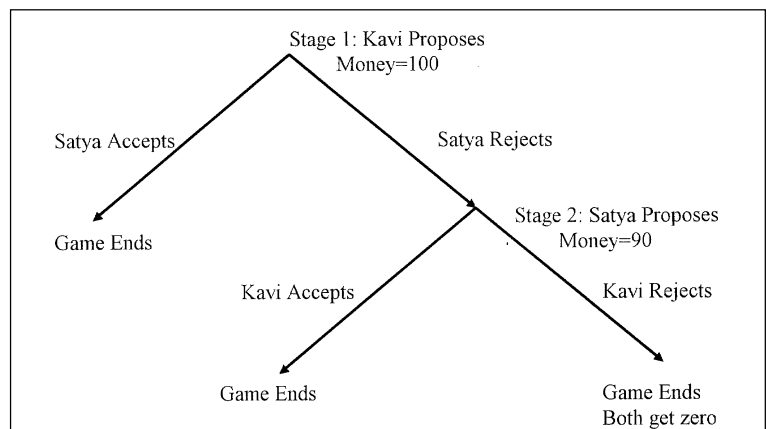 Stage 1: Kavi Proposes
Money=100
Satya Accepts
Satya Rejects
Game Ends
Stage 2: Satya Proposes
Money=90
Kavi Accepts
Kavi Rejects
Game Ends
Game Ends
Both get zero